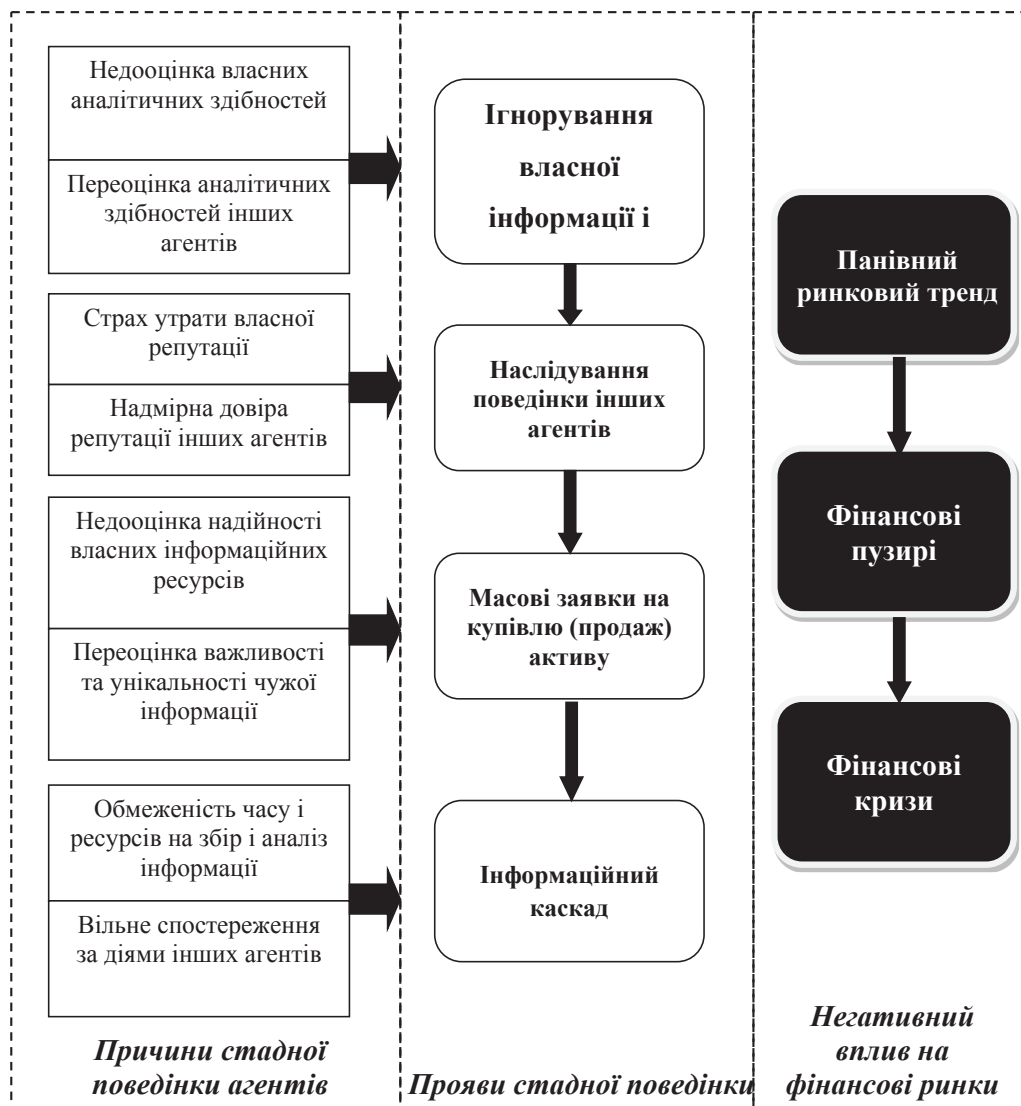 Недооцінка власних
аналітичних здібностей
Переоцінка аналітичних
здібностей інших
агентів
Страх утрати власної
репутації
Надмірна довіра
репутації інших агентів
Недооцінка надійності
власних інформаційних
ресурсів
Переоцінка важливості
та унікальності чужої
інформації
Обмеженість часу і
ресурсів на збір і аналіз
інформації
Вільне спостереження
за діями інших агентів
Причини стадної
поведінки агентів
Ігнорування
власної
інформації і
Наслідування
поведінки інших
агентів
Масові заявки на
купівлю (продаж)
активу
Інформаційний
каскад
Прояви стадної поведінки
Панівний
ринковий тренд
Фінансові
пузирі
Фінансові
кризи
Негативний
вплив на
фінансові ринки